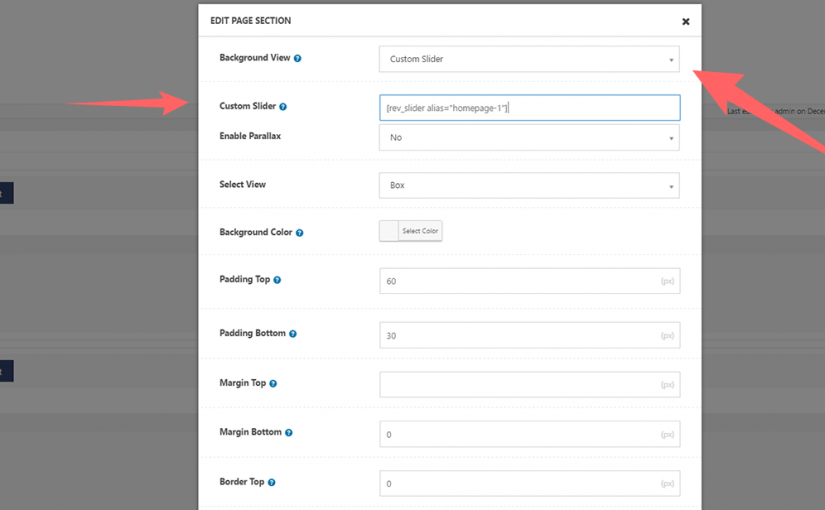 EDIT PAGE SECTION
Background View
Custom Slider
Custom Slider
[rev_slider alias="homepage-1"]
Enable Parallax
No
Select View
Box
Background Color
Select Color
Padding Top
60
(px)
Padding Bottom
30
(px)
Margin Top
(px)
Margin Bottom
0
(px)
Border Top
0
(px)
Last admin on Dece
t
t